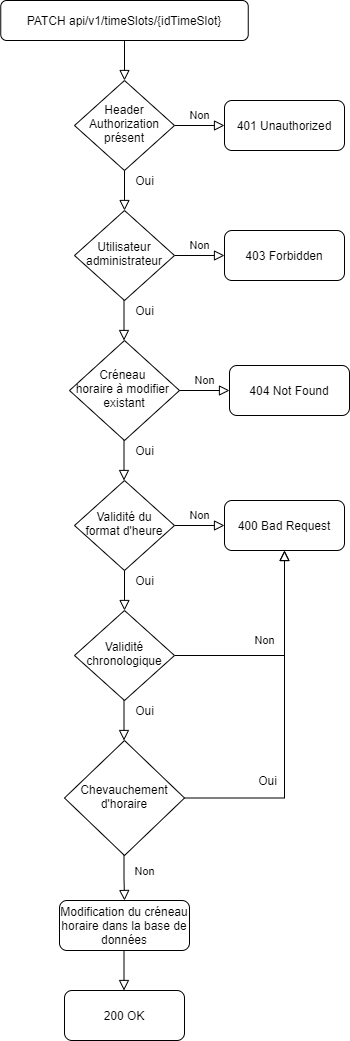 PATCH api/v1/timeSlots/{idTimeSlot}
Header
Authorization
présent
Non
401 Unauthorized
Oui
Utilisateur
administrateur
Non
403 Forbidden
Oui
Créneau
horaire à modifier
existant
Non
404 Not Found
Oui
Validité du
format d'heure
Non
400 Bad Request
Oui
Validité
chronologique
Non
Oui
Chevauchement
d'horaire
Oui
Non
Modification du créneau
horaire dans la base de
données
200 OK